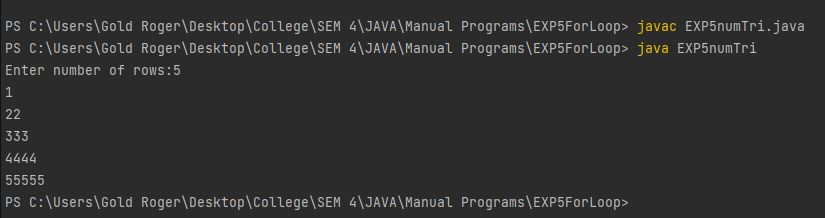 PS C:\Users\Gold Roger\Desktop\College\SEM 4\JAVA\Manual Programs\EXP5ForLoop> javac EXP5numTri.java
PS C:\Users\Gold Roger\Desktop\College\SEM 4\JAVA\Manual Programs\EXP5ForLoop> java EXP5numTri
Enter number of rows:5
1
22
333
4444
55555
PS C:\Users\Gold Roger\Desktop\College\SEM 4\JAVA\Manual Programs\EXP5ForLoop>